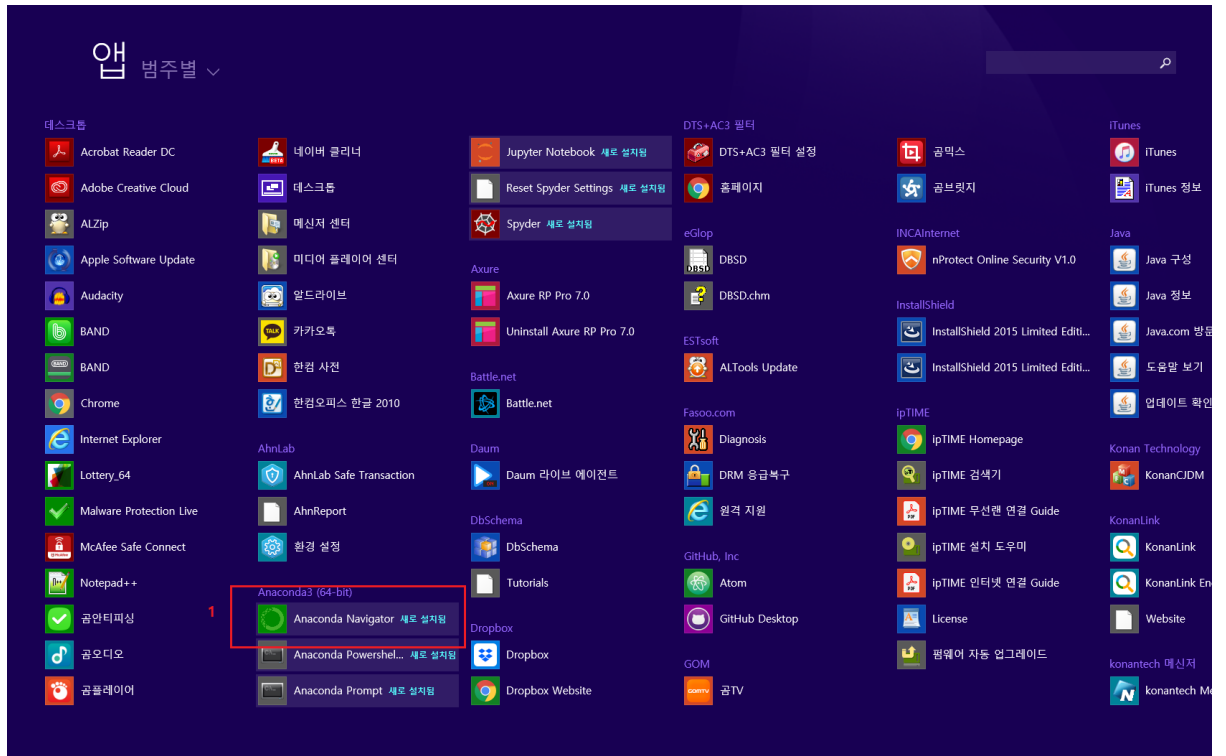 앱 범주별
데스크톱
Acrobat Reader DC
Adobe Creative Cloud
ALZip
Apple Software Update
Audacity
BAND
BAND
Chrome
Internet Explorer
Lottery_64
Malware Protection Live
McAfee Safe Connect
Notepad++
곰안티피싱
곰오디오
곰플레이어
네이버 클리너
데스크톱
메신저 센터
미디어 플레이어 센터
알드라이브
카카오톡
한컴 사전
한컴오피스 한글 2010
AhnLab
AhnLab Safe Transaction
AhnReport
환경 설정
Anaconda3 (64-bit)
1
Anaconda Navigator 새로 설치됨
Anaconda Powershel... 새로 설치됨
Anaconda Prompt 새로 설치됨
Jupyter Notebook 새로 설치됨
Reset Spyder Settings 새로 설치됨
Spyder 새로 설치됨
Axure
Axure RP Pro 7.0
Uninstall Axure RP Pro 7.0
Battle.net
Battle.net
Daum
Daum 라이브 에이전트
DbSchema
DbSchema
Tutorials
Dropbox
Dropbox
Dropbox Website
DTS+AC3 필터
DTS+AC3 필터 설정
홈페이지
eGlop
DBSD
DBSD.chm
ESTsoft
ALTools Update
Fasoo.com
Diagnosis
DRM 응급복구
원격 지원
GitHub, Inc
Atom
GitHub Desktop
GOM
곰TV
곰믹스
곰브릿지
INCAInternet
nProtect Online Security V1.0
InstallShield
InstallShield 2015 Limited Editi...
InstallShield 2015 Limited Editi...
ipTIME
ipTIME Homepage
ipTIME 검색기
ipTIME 무선랜 연결 Guide
ipTIME 설치 도우미
ipTIME 인터넷 연결 Guide
License
펌웨어 자동 업그레이드
iTunes
iTunes
iTunes 정보
Java
Java 구성
Java 정보
Java.com 방문
도움말 보기
업데이트 확인
Konan Technology
KonanCJDM
KonanLink
KonanLink
KonanLink En
Website
konantech 메신저
konantech Me